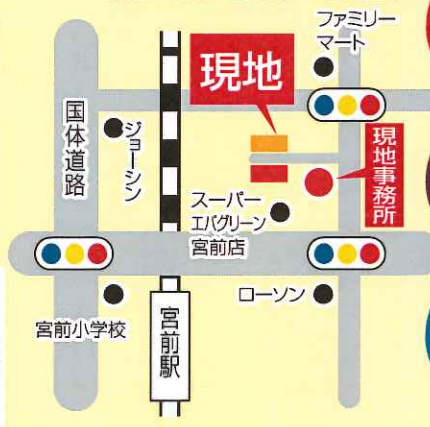 ファミリー
マート
現地
国体道路
ジョーシン
現地事務所
スーパー
エバグリーン
宮前店
宮前小学校
宮前駅
ローソン